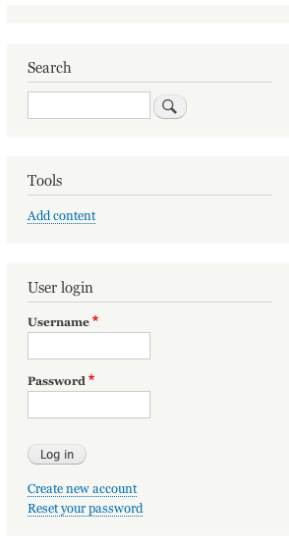 Search
Tools
Add content
User login
Username *
Password *
Log in
Create new account
Reset your password